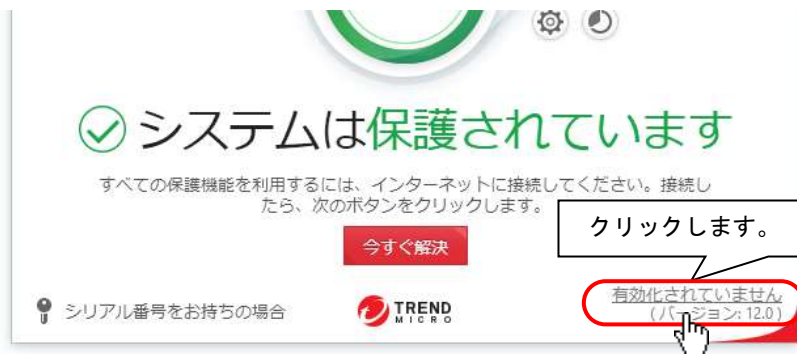 システムは保護されています
すべての保護機能を利用するには、インターネットに接続してください。接続し
たら、次のボタンをクリックします。
クリックします。
今すぐ解決
シリアル番号をお持ちの場合
TREND
MICRO
有効化されていません
(バージョン: 12.0)